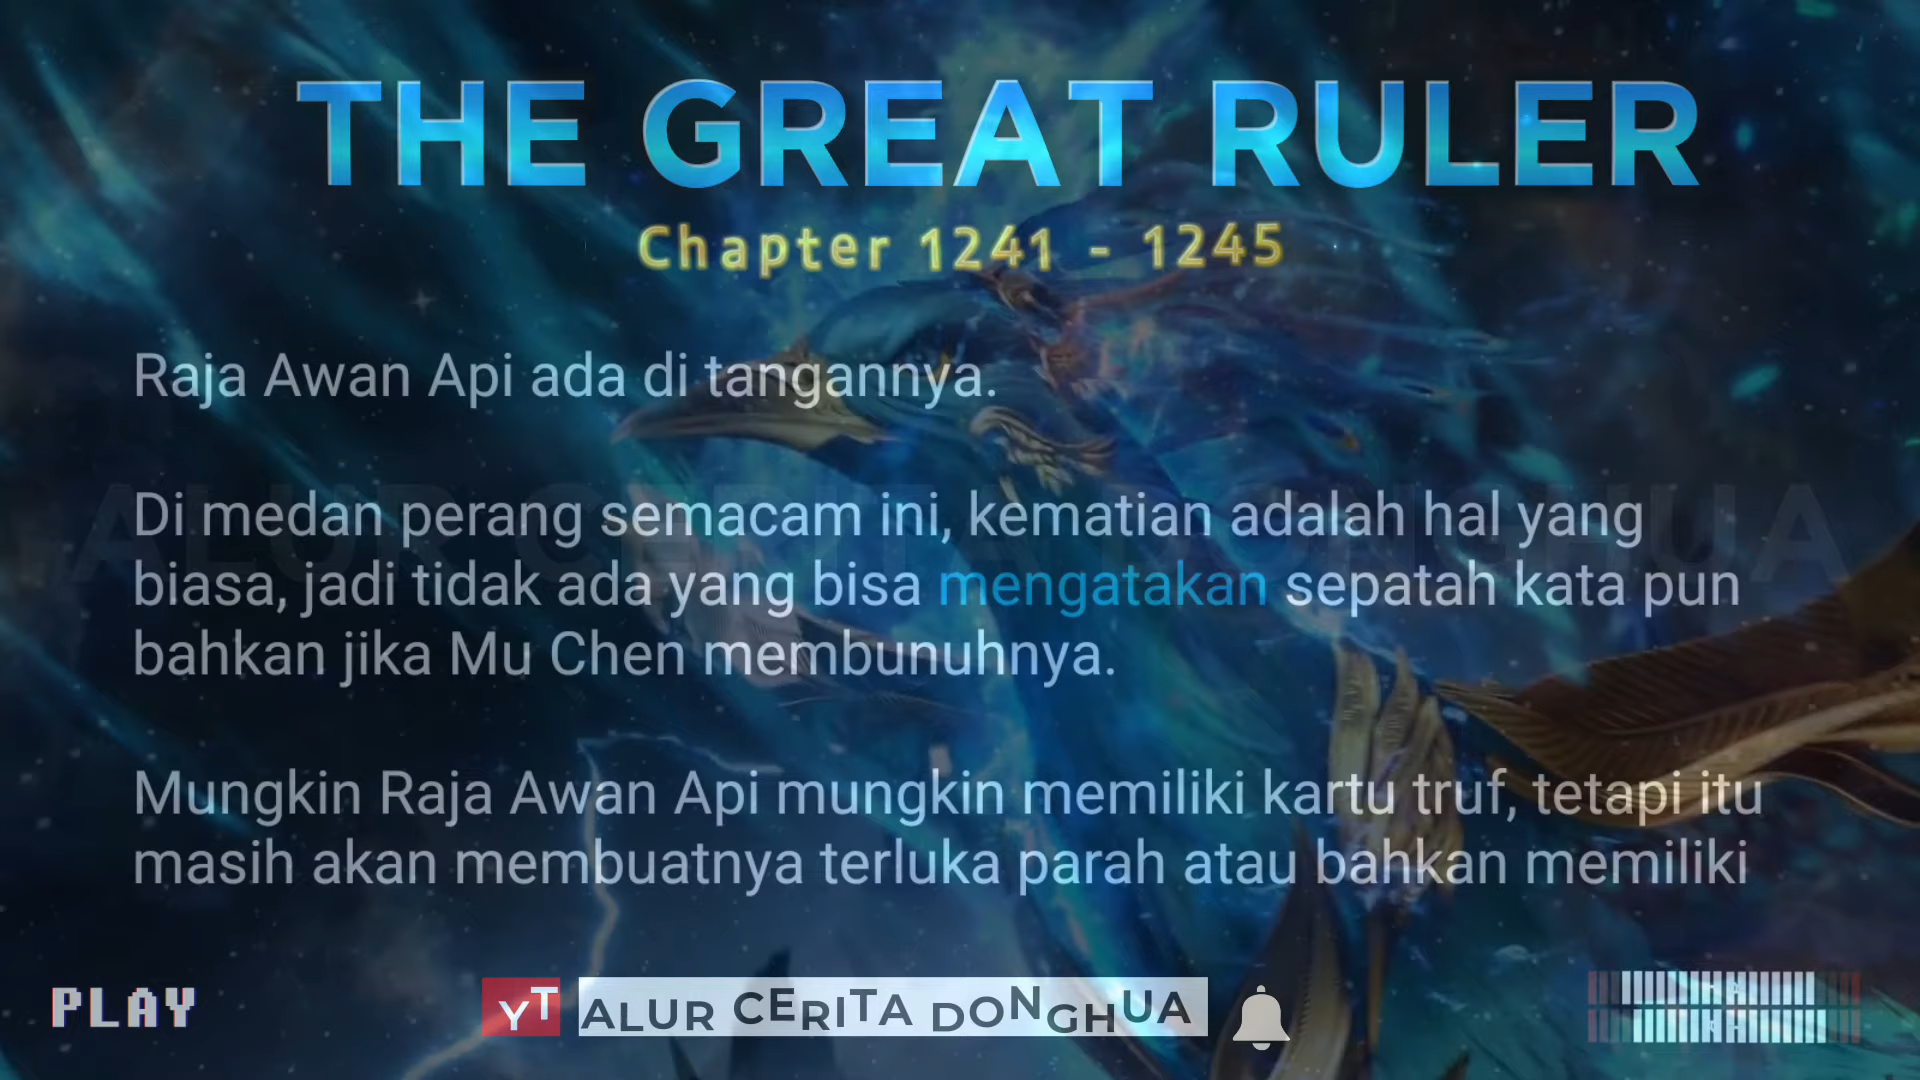 THE GREAT RULER
Chapter 1241 - 1245
Raja Awan Api ada di tangannya.
Di medan perang semacam ini, kematian adalah hal yang
biasa, jadi tidak ada yang bisa mengatakan sepatah kata pun
bahkan jika Mu Chen membunuhnya.
Mungkin Raja Awan Api mungkin memiliki kartu truf, tetapi itu
masih akan membuatnya terluka parah atau bahkan memiliki
ALUR CERITA DONGHUA
PLAY
YT ALUR CERITA DONGHUA